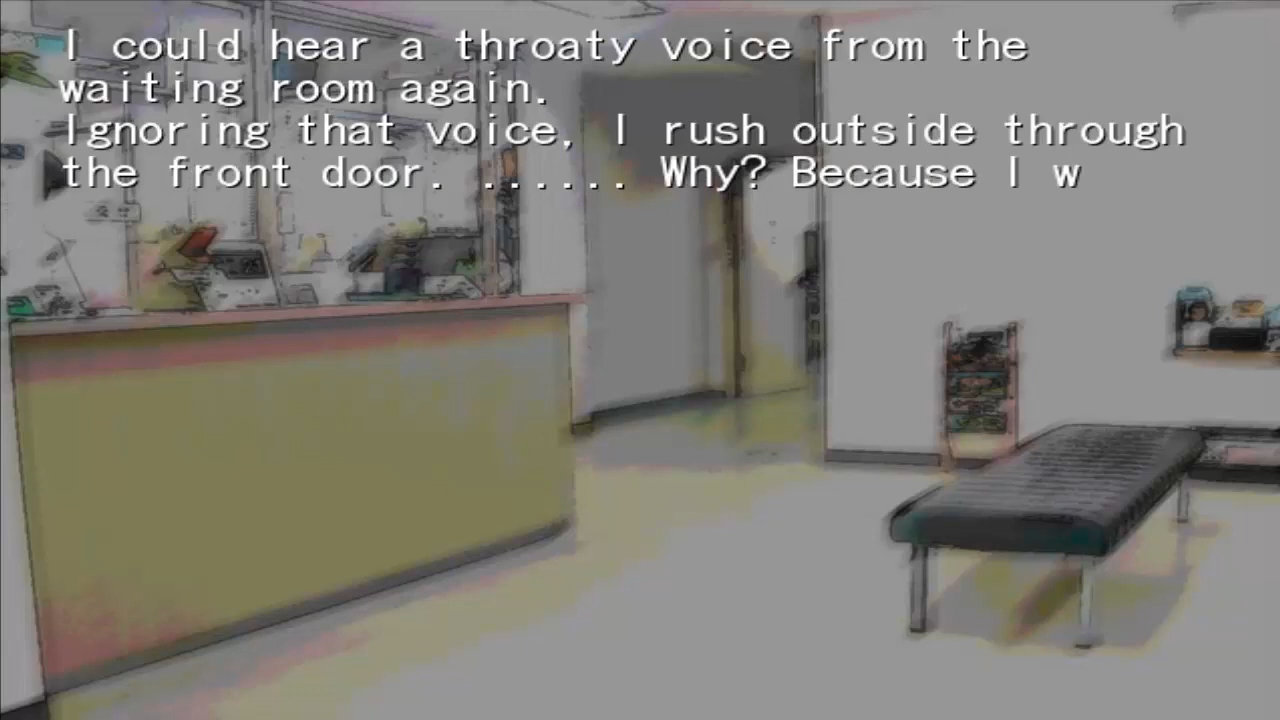 I could hear a throaty voice from the
waiting room again.
Ignoring that voice, I rush outside through
the front door. ...... Why? Because I w